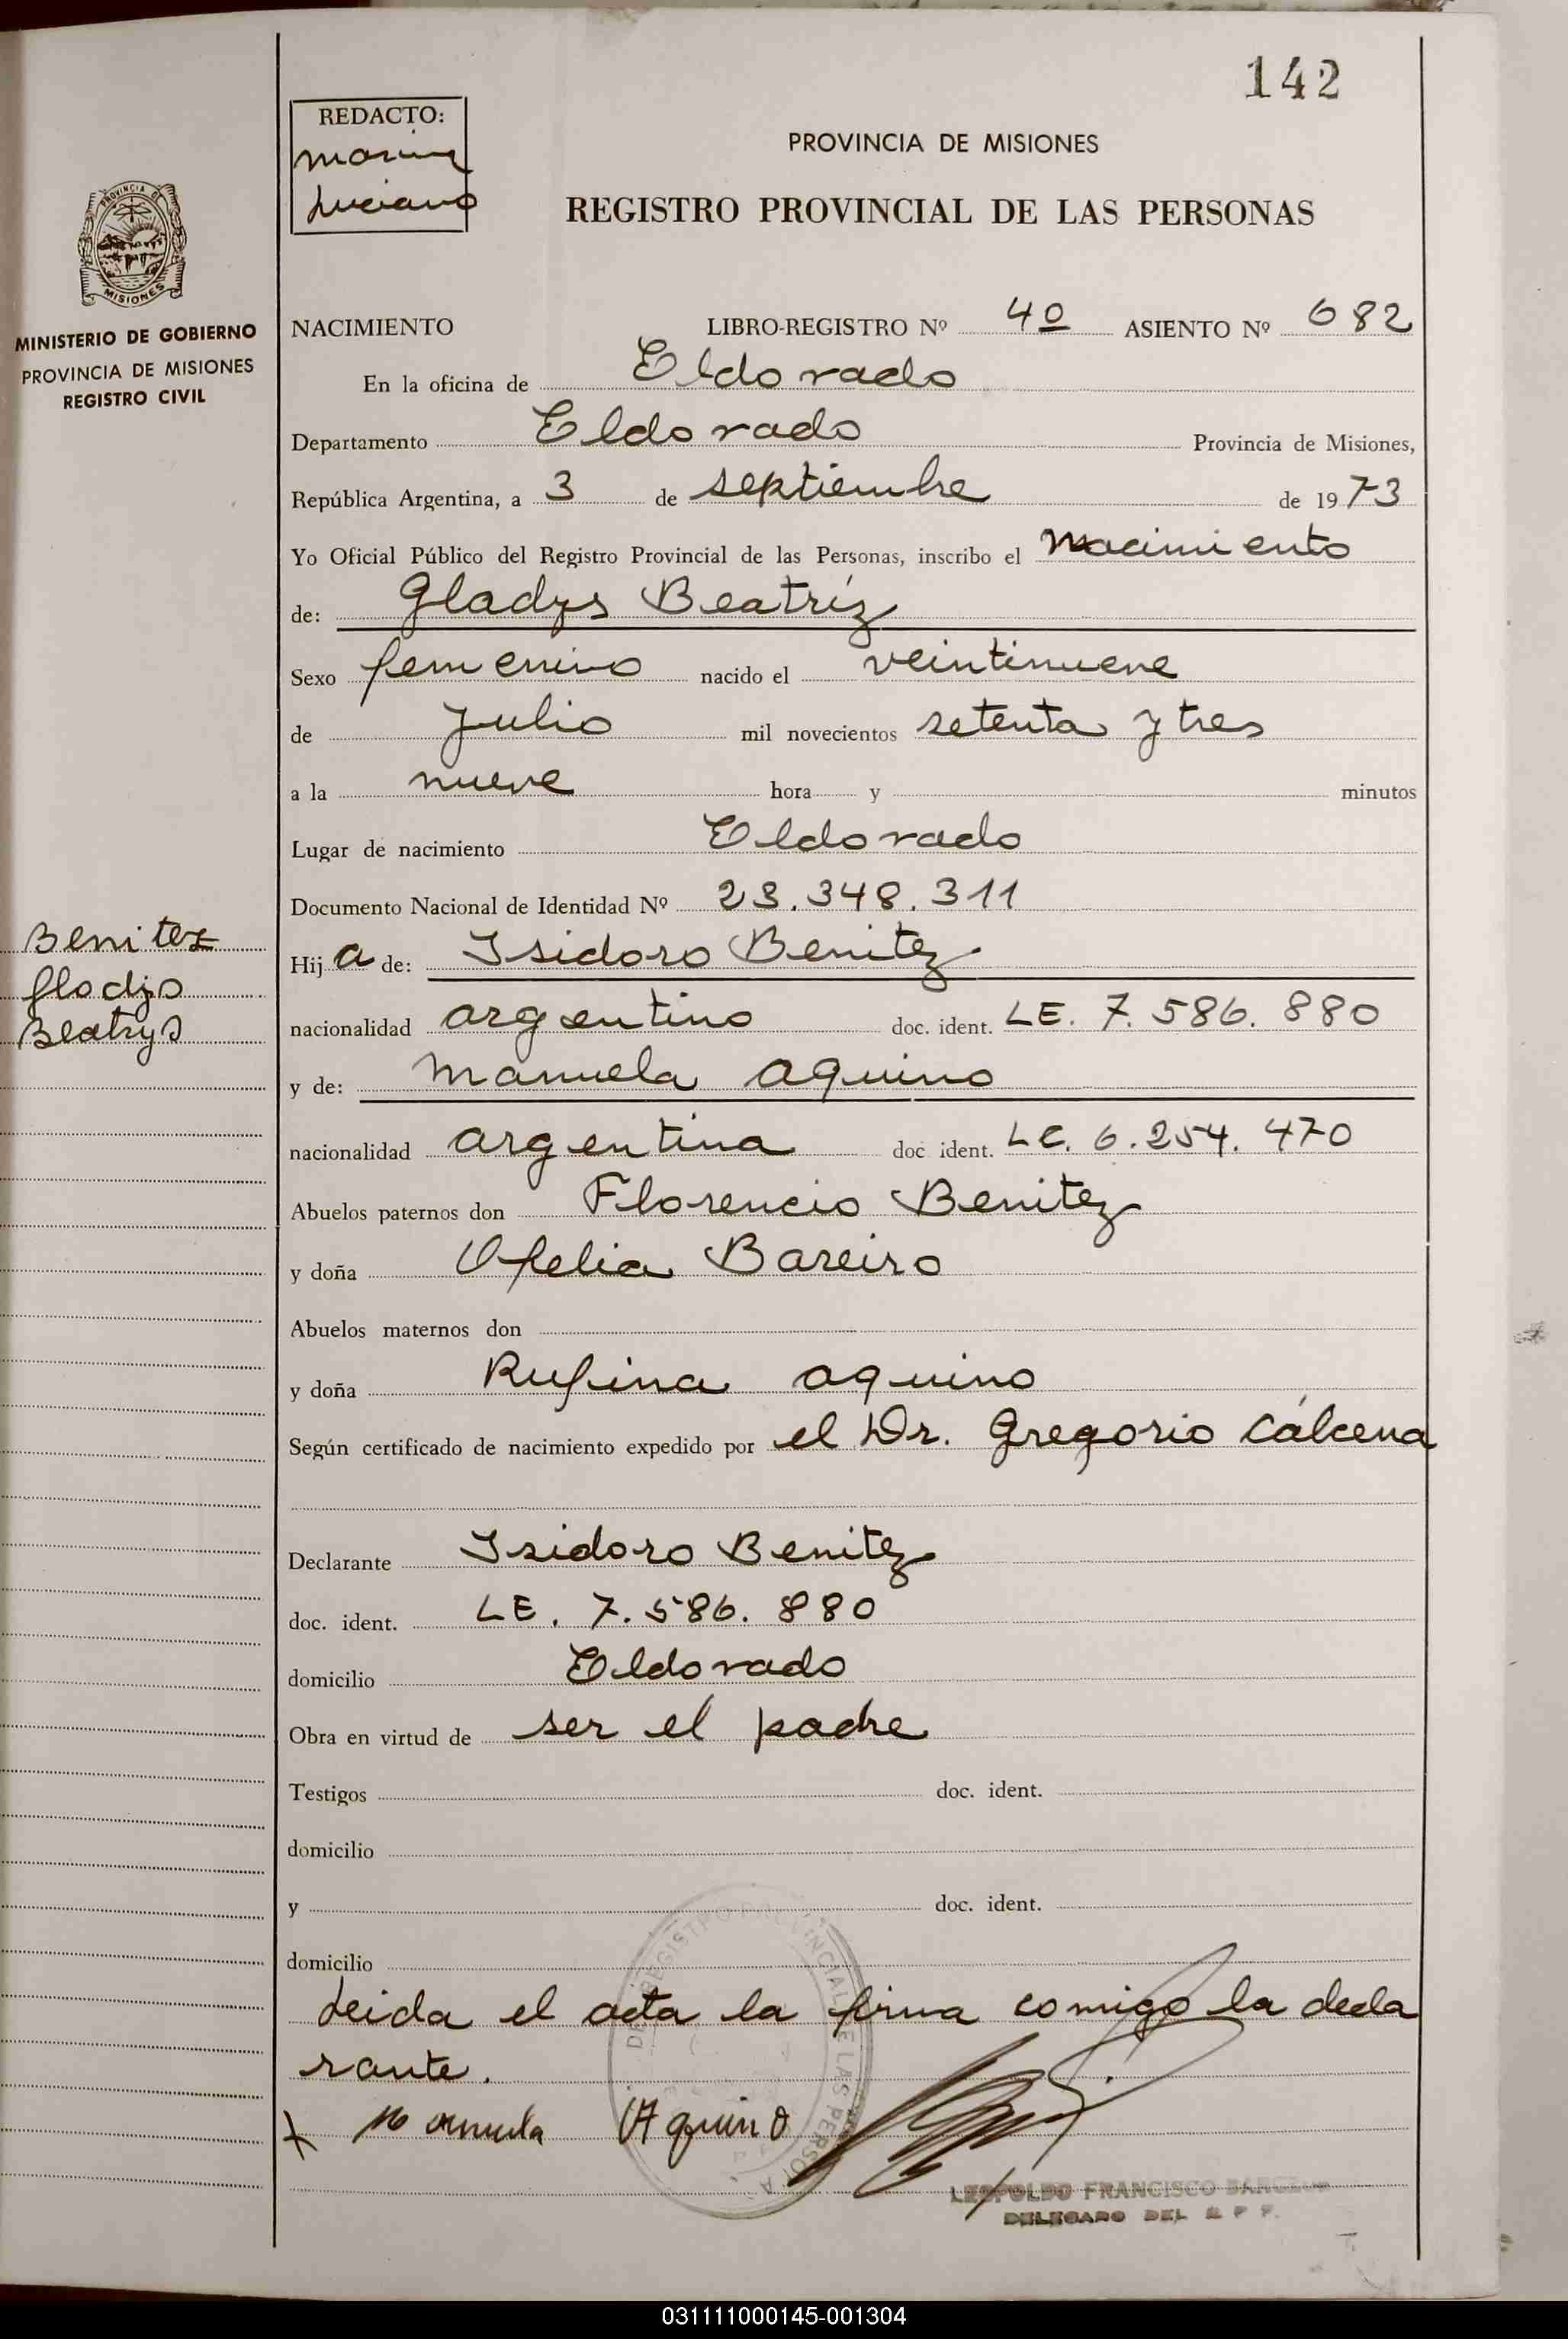 142
REDACTO:
Luciano
PROVINCIA DE MISIONES
REGISTRO PROVINCIAL DE LAS PERSONAS
PROVINCIA DE
MISIONES
MINISTERIO DE GOBIERNO
PROVINCIA DE MISIONES
REGISTRO CIVIL
NACIMIENTO LIBRO-REGISTRO Nº 4º ASIENTO Nº 682
En la oficina de Eldorado
Departamento Eldorado Provincia de Misiones,
República Argentina, a 3 de septiembre de 1973
Yo Oficial Público del Registro Provincial de las Personas, inscribo el nacimiento
de: Gladys Beatríz
Sexo femenino nacido el veintinueve
de Julio mil novecientos setenta y tres
a la nueve hora y minutos
Lugar de nacimiento Eldorado
Documento Nacional de Identidad Nº 23.348.311
Benitez
Gladys
Beatrys
Hija de: Isidoro Benitez
nacionalidad argentino doc. ident. LE. 7.586.880
y de: Manuela Aquino
nacionalidad argentina doc ident. LC. 6.254.470
Abuelos paternos don Florencio Benitez
y doña Ofelia Bareiro
Abuelos maternos don
y doña Rufina Aquino
Según certificado de nacimiento expedido por el Dr. Gregorio Cálcena
Declarante Isidoro Benitez
doc. ident. LE. 7.586.880
domicilio Eldorado
Obra en virtud de ser el padre
Testigos doc. ident.
domicilio
y doc. ident.
domicilio
Leida el acta la firma comigo la decla
rante.
Manuela Aquino
LEOPOLDO FRANCISCO
DELEGADO DEL R P P.
031111000145-001304